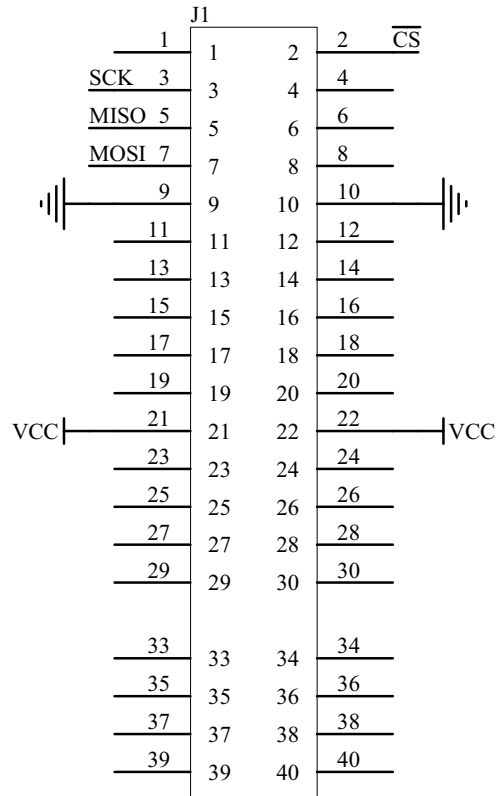 J1
1 1 2 2 C̅S̅
SCK 3 3 4 4
MISO 5 5 6 6
MOSI 7 7 8 8
9 9 10 10
11 11 12 12
13 13 14 14
15 15 16 16
17 17 18 18
19 19 20 20
VCC 21 21 22 22 VCC
23 23 24 24
25 25 26 26
27 27 28 28
29 29 30 30
33 33 34 34
35 35 36 36
37 37 38 38
39 39 40 40